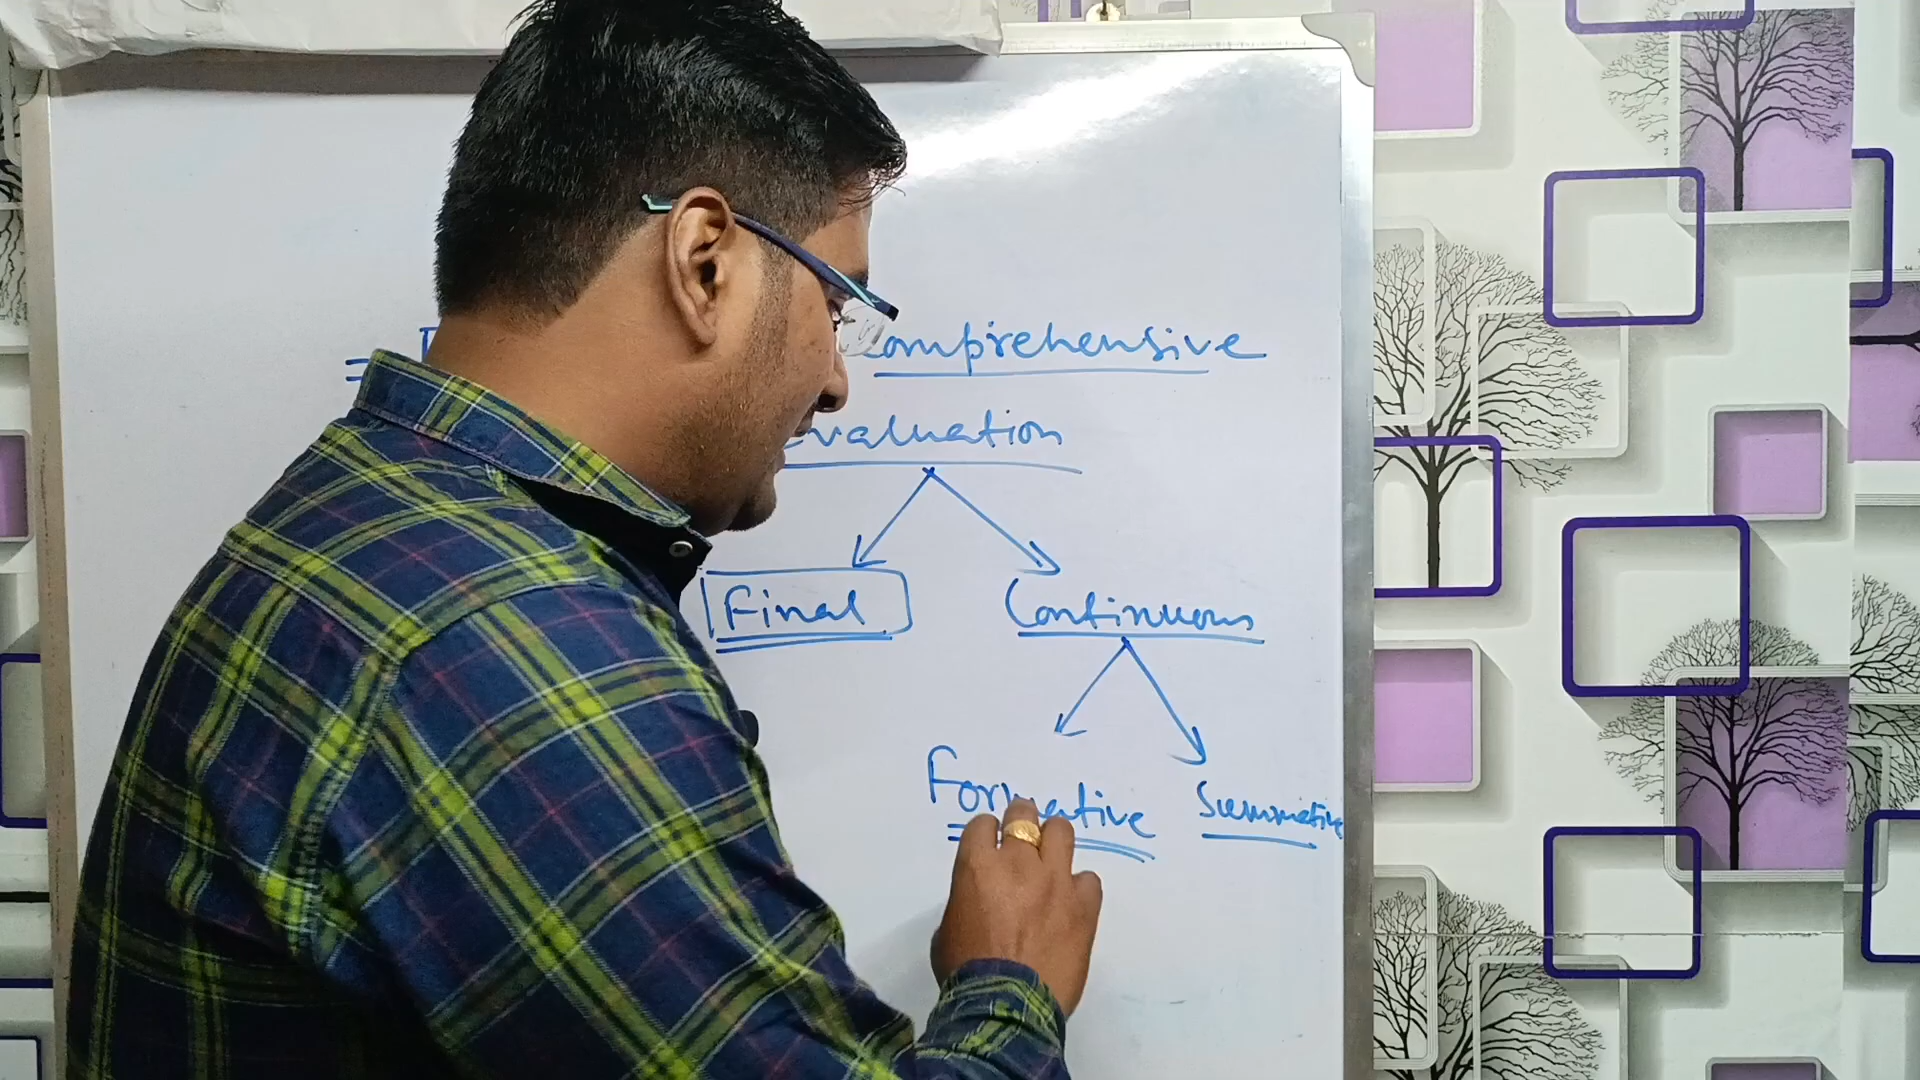 Comprehensive
Evaluation
Final Continuous
Formative Summative